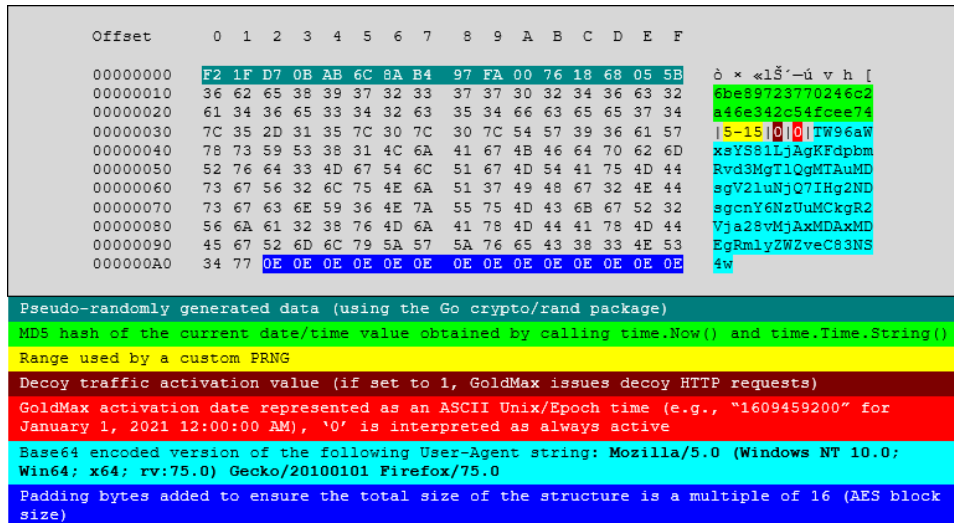 Offset 0 1 2 3 4 5 6 7 8 9 A B C D E F
00000000 F2 1F D7 0B AB 6C 8A B4 97 FA 00 76 18 68 05 5B ò × «lŠ´—ú v h [
00000010 36 62 65 38 39 37 32 33 37 37 30 32 34 36 63 32 6be89723770246c2
00000020 61 34 36 65 33 34 32 63 35 34 66 63 65 65 37 34 a46e342c54fcee74
00000030 7C 35 2D 31 35 7C 30 7C 30 7C 54 57 39 36 61 57 |5-15|0|0|TW96aW
00000040 78 73 59 53 38 31 4C 6A 41 67 4B 46 64 70 62 6D xsYS81LjAgKFdpbm
00000050 52 76 64 33 4D 67 54 6C 51 67 4D 54 41 75 4D 44 Rvd3MgTlQgMTAuMD
00000060 73 67 56 32 6C 75 4E 6A 51 37 49 48 67 32 4E 44 sgV2luNjQ7IHg2ND
00000070 73 67 63 6E 59 36 4E 7A 55 75 4D 43 6B 67 52 32 sgcnY6NzUuMCkgR2
00000080 56 6A 61 32 38 76 4D 6A 41 78 4D 44 41 78 4D 44 Vja28vMjAxMDAxMD
00000090 45 67 52 6D 6C 79 5A 57 5A 76 65 43 38 33 4E 53 EgRmlyZWZveC83NS
000000A0 34 77 0E 0E 0E 0E 0E 0E 0E 0E 0E 0E 0E 0E 0E 0E 4w
Pseudo-randomly generated data (using the Go crypto/rand package)
MD5 hash of the current date/time value obtained by calling time.Now() and time.Time.String()
Range used by a custom PRNG
Decoy traffic activation value (if set to 1, GoldMax issues decoy HTTP requests)
GoldMax activation date represented as an ASCII Unix/Epoch time (e.g., “1609459200” for
January 1, 2021 12:00:00 AM), ‘0’ is interpreted as always active
Base64 encoded version of the following User-Agent string: Mozilla/5.0 (Windows NT 10.0;
Win64; x64; rv:75.0) Gecko/20100101 Firefox/75.0
Padding bytes added to ensure the total size of the structure is a multiple of 16 (AES block
size)